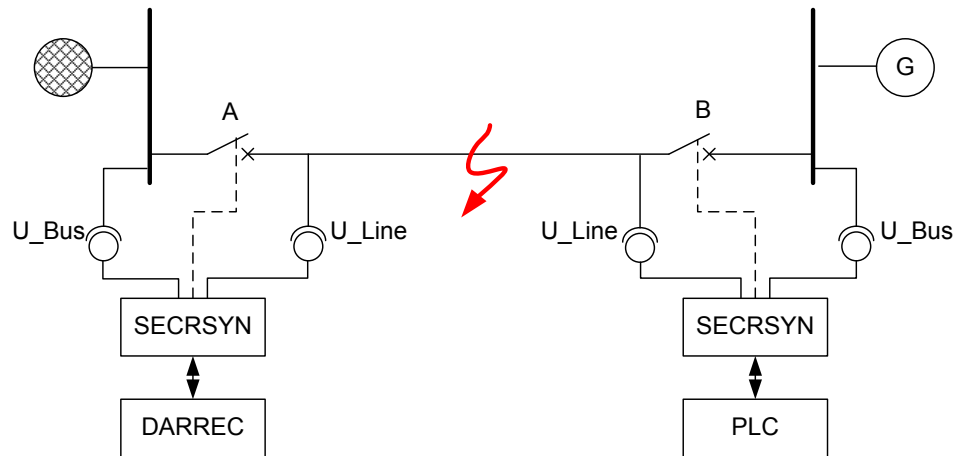 G
A
B
U_Bus
U_Line
U_Line
U_Bus
SECRSYN
SECRSYN
DARREC
PLC